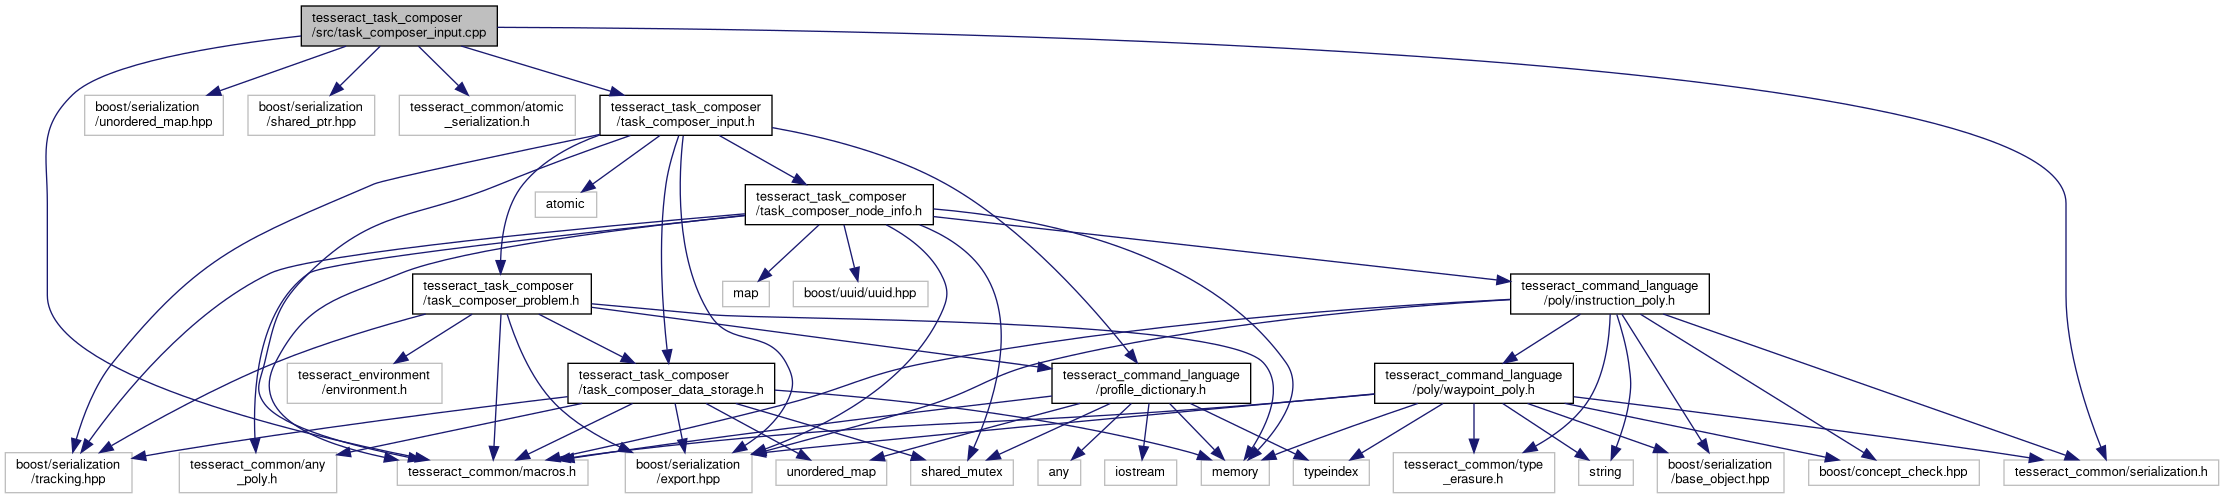 tesseract_task_composer
/src/task_composer_input.cpp
boost/serialization
/unordered_map.hpp
boost/serialization
/shared_ptr.hpp
tesseract_common/atomic
_serialization.h
tesseract_task_composer
/task_composer_input.h
atomic
tesseract_task_composer
/task_composer_node_info.h
tesseract_task_composer
/task_composer_problem.h
map
boost/uuid/uuid.hpp
tesseract_command_language
/poly/instruction_poly.h
tesseract_environment
/environment.h
tesseract_task_composer
/task_composer_data_storage.h
tesseract_command_language
/profile_dictionary.h
tesseract_command_language
/poly/waypoint_poly.h
boost/serialization
/tracking.hpp
tesseract_common/any
_poly.h
tesseract_common/macros.h
boost/serialization
/export.hpp
unordered_map
shared_mutex
any
iostream
memory
typeindex
tesseract_common/type
_erasure.h
string
boost/serialization
/base_object.hpp
boost/concept_check.hpp
tesseract_common/serialization.h